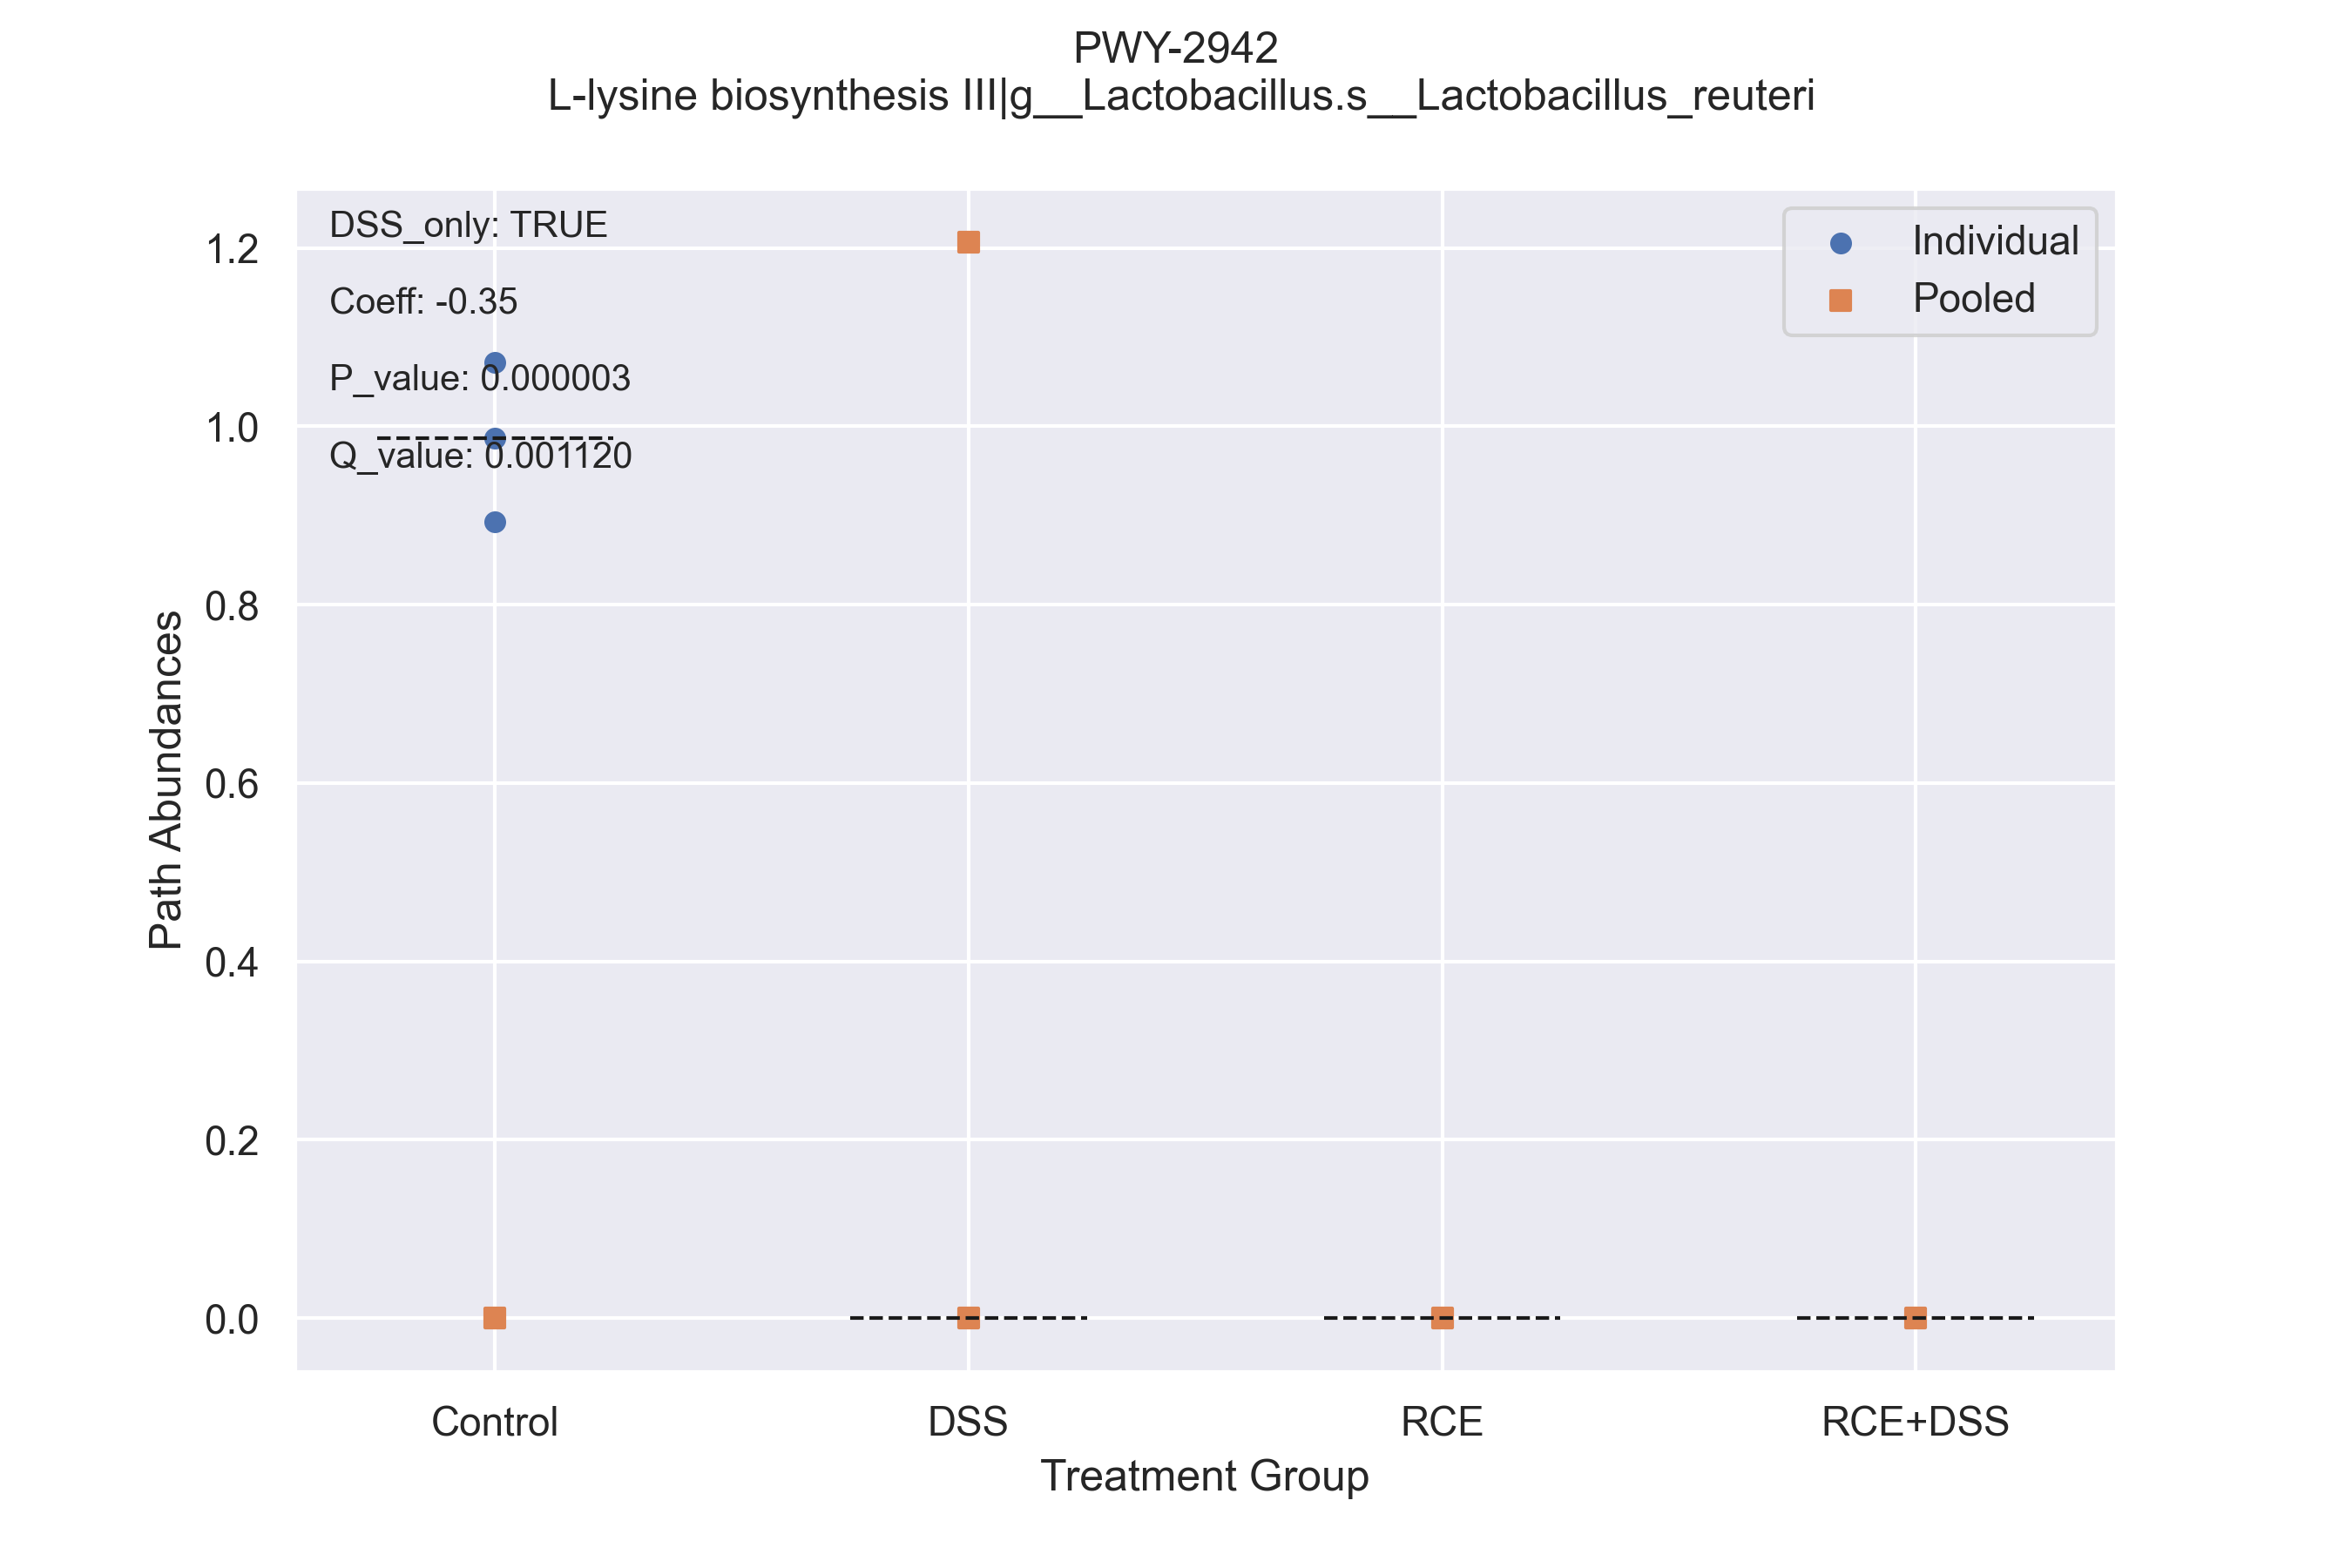 PWY-2942
L-lysine biosynthesis III|g__Lactobacillus.s__Lactobacillus_reuteri
DSS_only: TRUE
Coeff: -0.35
P_value: 0.000003
Q_value: 0.001120
Individual
Pooled
1.2
1.0
0.8
0.6
0.4
0.2
0.0
Path Abundances
Control
DSS
RCE
RCE+DSS
Treatment Group